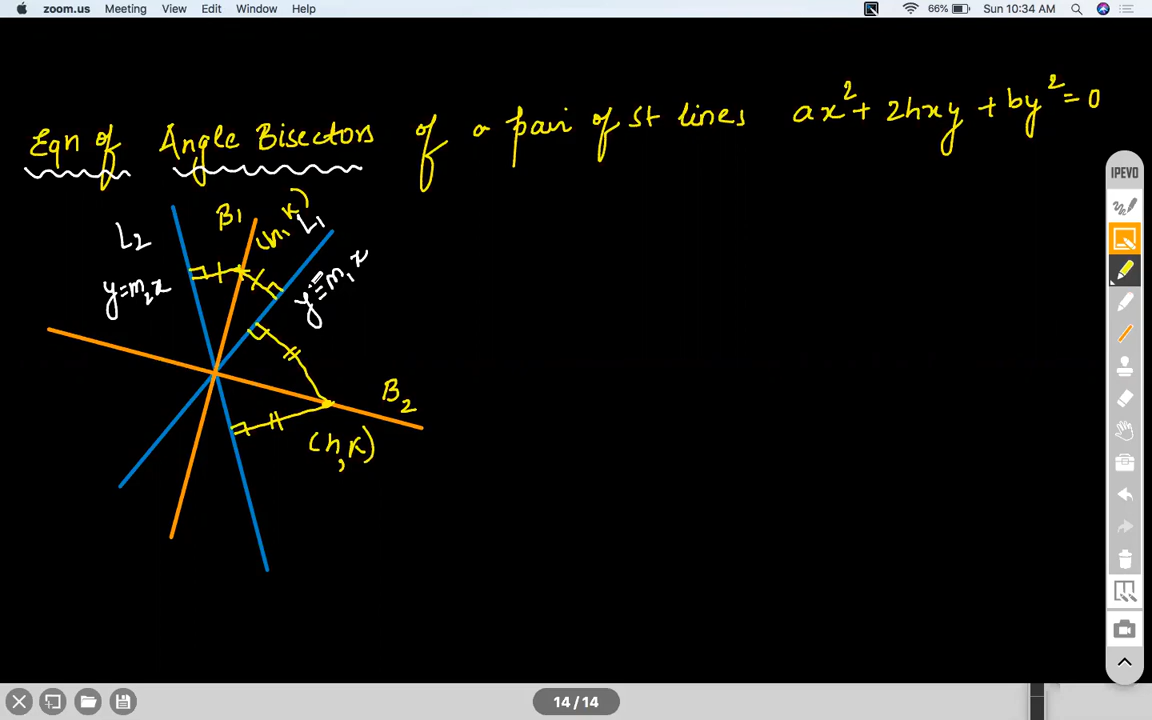 zoom.us Meeting View Edit Window Help 66% Sun 10:34 AM
Eqn of Angle Bisectors of a pair of st lines ax²+ 2hxy + by² = 0
IPEVO
B1
(h, k)
L1
L2
y=m₂x
y=m₁x
B2
(h, k)
14 / 14